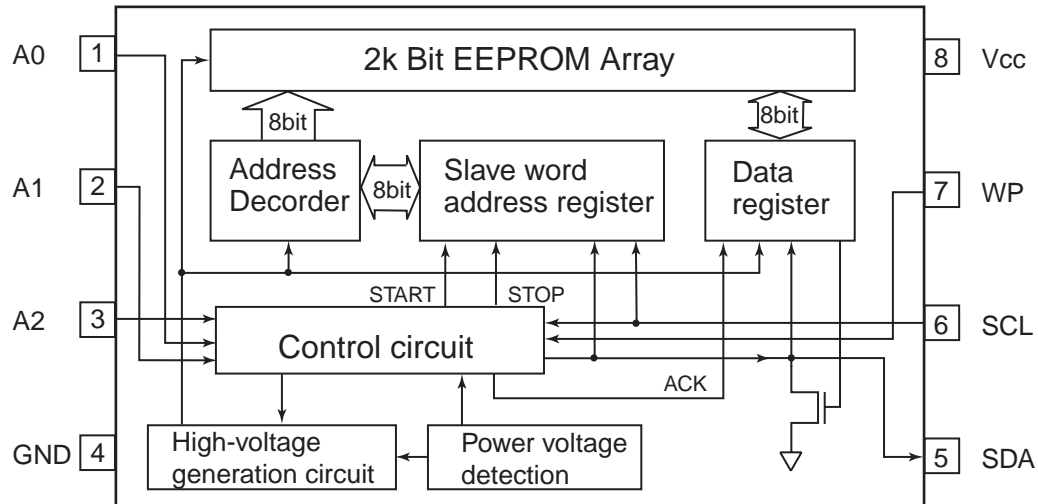 A0
1
2k Bit EEPROM Array
8
Vcc
8bit
8bit
A1
2
Address
Decorder
8bit
Slave word
address register
Data
register
7
WP
START
STOP
A2
3
Control circuit
6
SCL
ACK
GND
4
High-voltage
generation circuit
Power voltage
detection
5
SDA